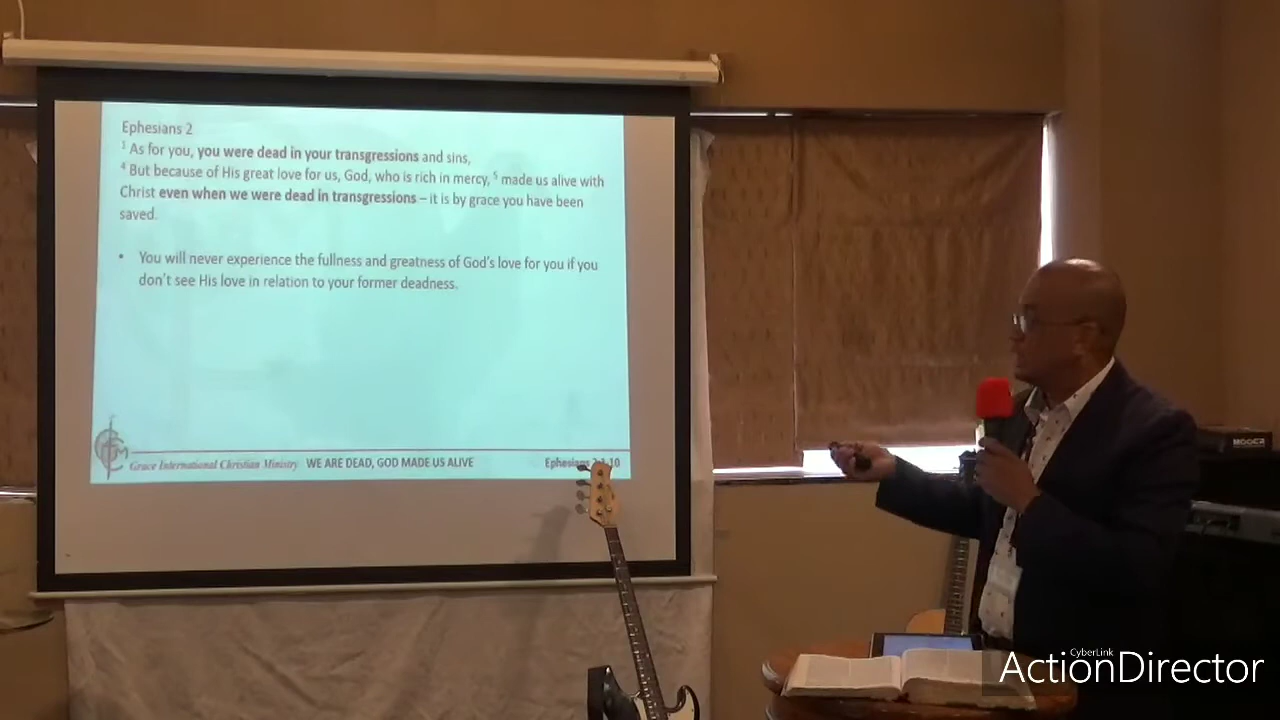 Ephesians 2
1 As for you, you were dead in your transgressions and sins,
4 But because of His great love for us, God, who is rich in mercy, 5 made us alive with
Christ even when we were dead in transgressions – it is by grace you have been
saved.
• You will never experience the fullness and greatness of God's love for you if you
don't see His love in relation to your former deadness.
Grace International Christian Ministry WE ARE DEAD, GOD MADE US ALIVE Ephesians 10
MOOER
CyberLink
ActionDirector